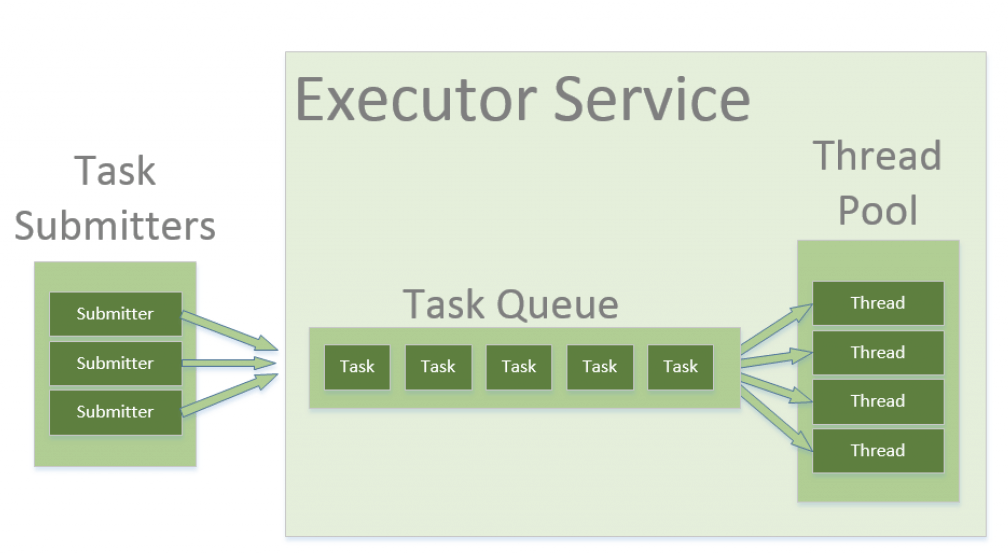 Executor Service
Task
Submitters
Submitter
Submitter
Submitter
Task Queue
Task Task Task Task Task
Thread
Pool
Thread
Thread
Thread
Thread